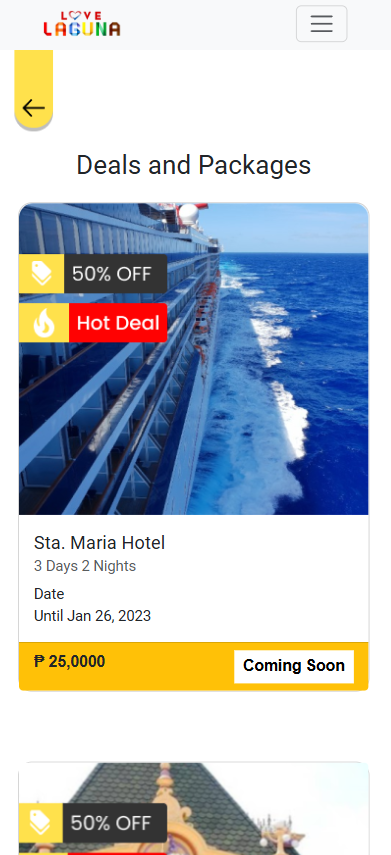 LOVE
LAGUNA
Deals and Packages
50% OFF
Hot Deal
Sta. Maria Hotel
3 Days 2 Nights
Date
Until Jan 26, 2023
₱ 25,0000
Coming Soon
50% OFF